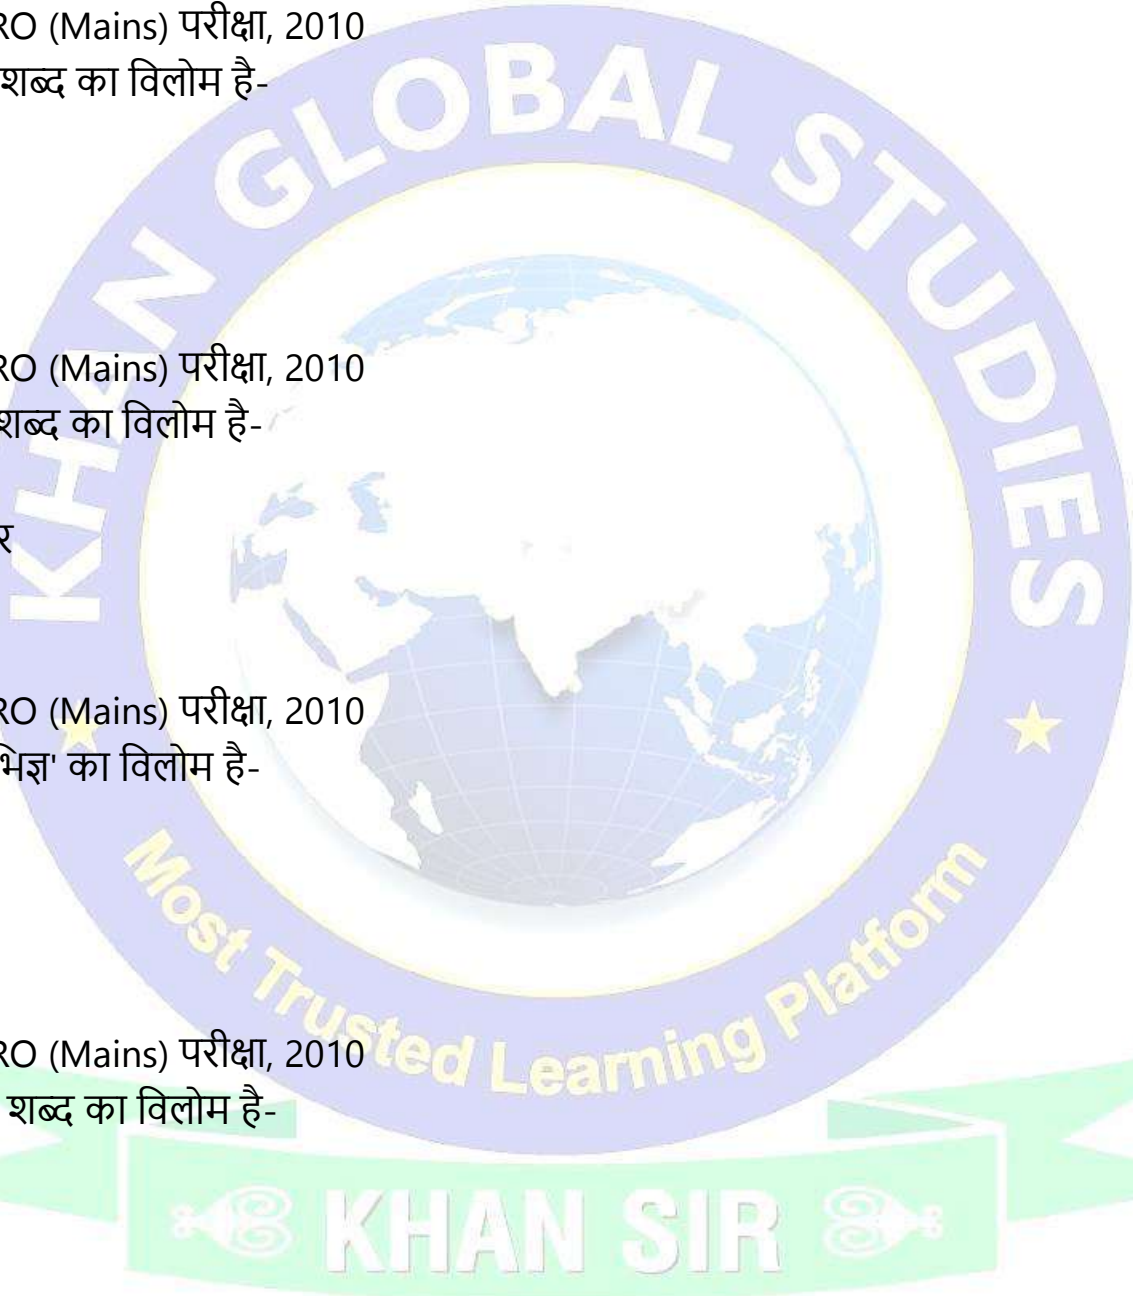 RO (Mains) परीक्षा, 2010
शब्द का विलोम है-
RO (Mains) परीक्षा, 2010
शब्द का विलोम है-
र
RO (Mains) परीक्षा, 2010
भिज्ञ' का विलोम है-
RO (Mains) परीक्षा, 2010
शब्द का विलोम है-
KHAN GLOBAL STUDIES
Most Trusted Learning Platform
KHAN SIR